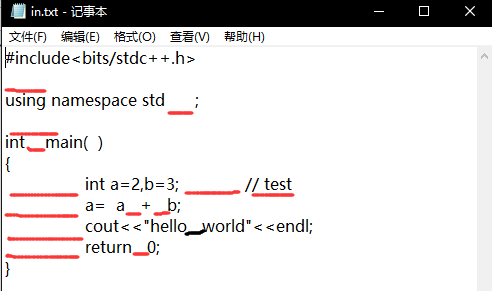 in.txt - 记事本
文件(F) 编辑(E) 格式(O) 查看(V) 帮助(H)
#include<bits/stdc++.h>
using namespace std      ;
int   main(  )
{
                int a=2,b=3;               // test
                a=  a   +   b;
                cout<<"hello   world"<<endl;
                return   0;
}